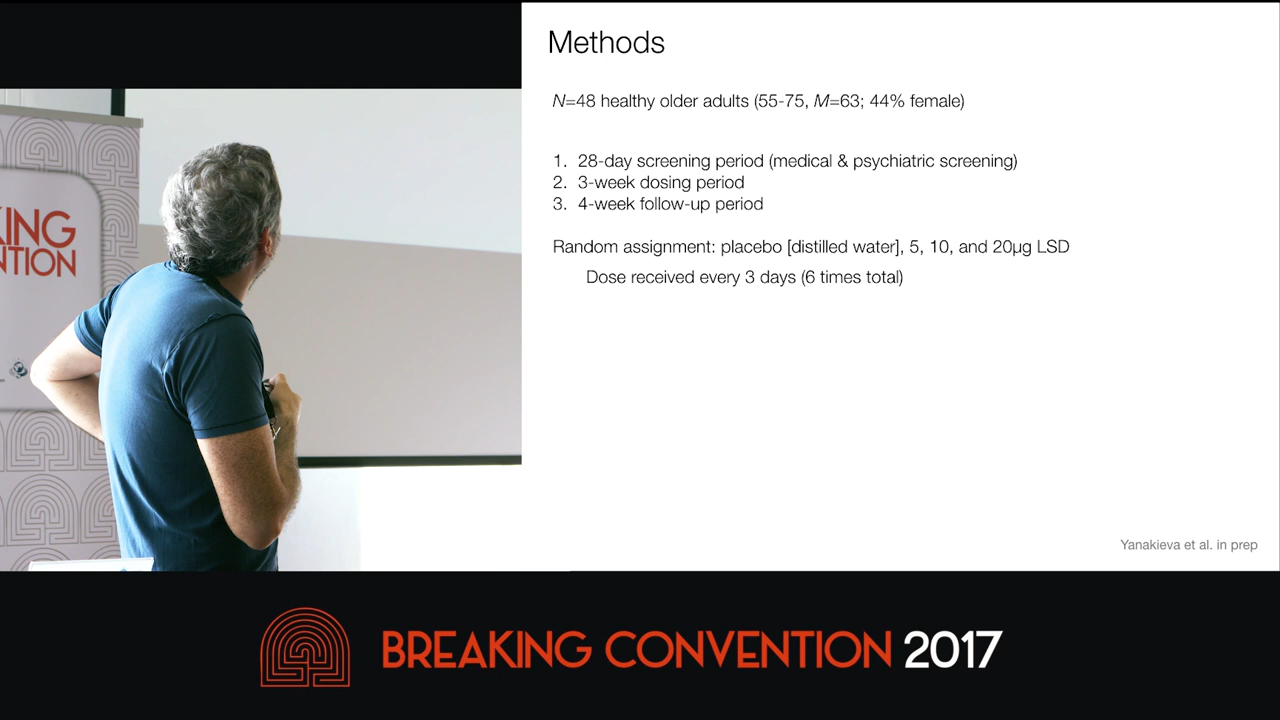 Methods
N=48 healthy older adults (55-75, M=63; 44% female)
1. 28-day screening period (medical & psychiatric screening)
2. 3-week dosing period
3. 4-week follow-up period
Random assignment: placebo [distilled water], 5, 10, and 20µg LSD
Dose received every 3 days (6 times total)
Yanakieva et al. in prep
KING
NTION
BREAKING CONVENTION 2017